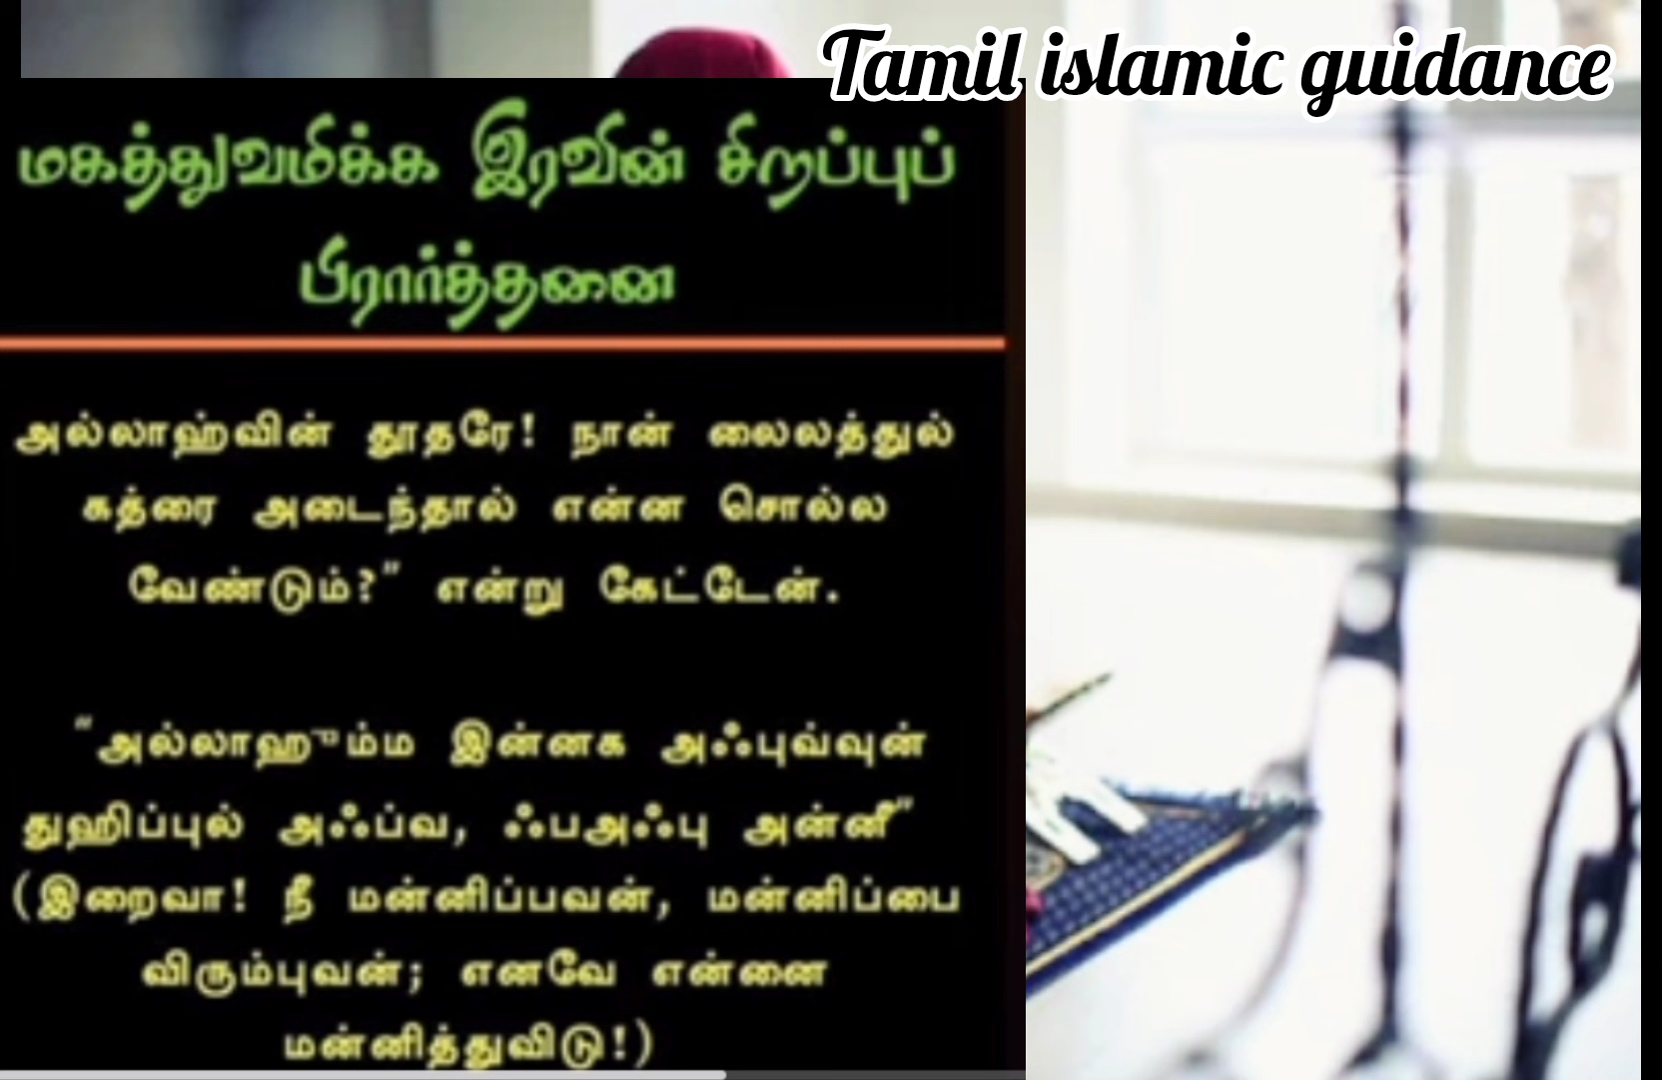 Tamil islamic guidance
மகத்துவமிக்க இரவின் சிறப்புப்
பிரார்த்தனை
அல்லாஹ்வின் தூதரே! நான் லைலத்துல்
கத்ரை அடைந்தால் என்ன சொல்ல
வேண்டும்?" என்று கேட்டேன்.
"அல்லாஹூம்ம இன்னக அஃபுவ்வுன்
துஹிப்புல் அஃப்வ, ஃபஅஃபு அன்னீ"
(இறைவா! நீ மன்னிப்பவன், மன்னிப்பை
விரும்புவன்; எனவே என்னை
மன்னித்துவிடு!)